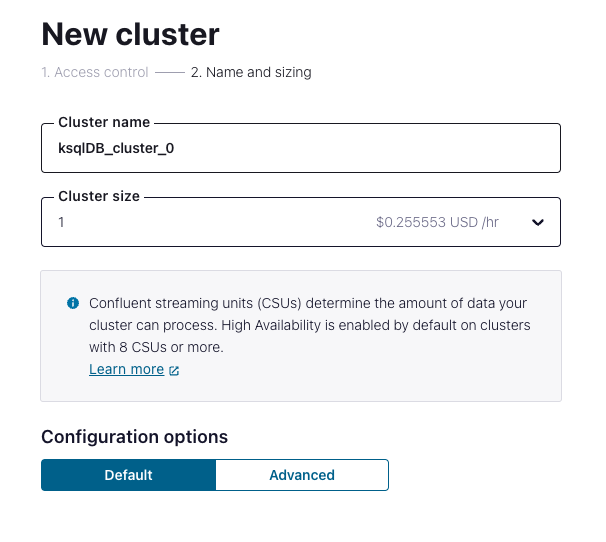 New cluster
1. Access control 2. Name and sizing
Cluster name
ksqlDB_cluster_0
Cluster size
1 $0.255553 USD /hr
Confluent streaming units (CSUs) determine the amount of data your
cluster can process. High Availability is enabled by default on clusters
with 8 CSUs or more.
Learn more
Configuration options
Default Advanced